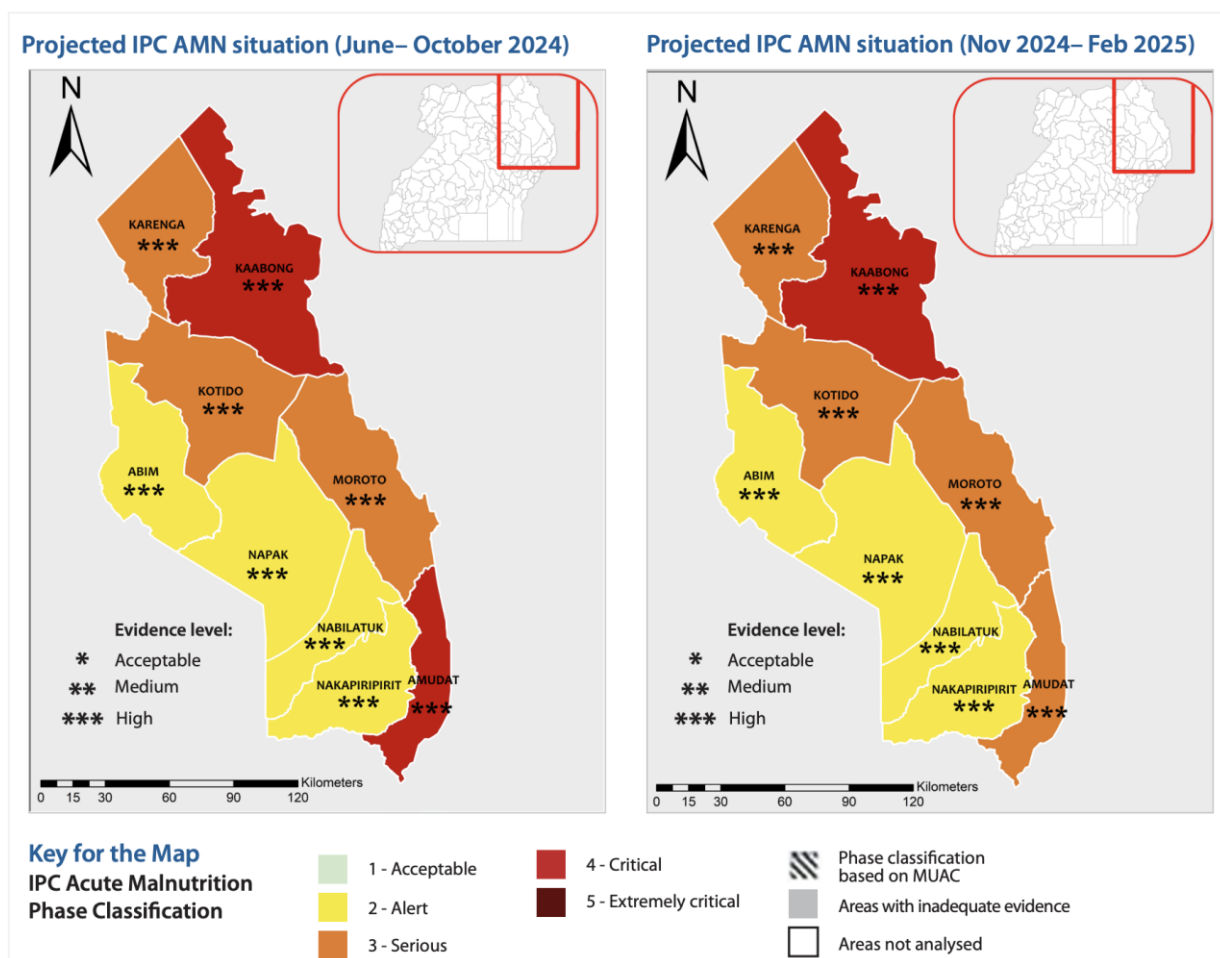 Projected IPC AMN situation (June– October 2024)
N
KARENGA
***
KAABONG
***
KOTIDO
***
ABIM
***
MOROTO
***
NAPAK
***
NABILATUK
***
NAKAPIRIPIRIT
***
AMUDAT
***
Evidence level:
* Acceptable
** Medium
*** High
Kilometers
0 15 30 60 90 120
Projected IPC AMN situation (Nov 2024– Feb 2025)
N
KARENGA
***
KAABONG
***
KOTIDO
***
ABIM
***
MOROTO
***
NAPAK
***
NABILATUK
***
NAKAPIRIPIRIT
***
AMUDAT
***
Evidence level:
* Acceptable
** Medium
*** High
Kilometers
0 15 30 60 90 120
Key for the Map
IPC Acute Malnutrition
Phase Classification
1 - Acceptable
2 - Alert
3 - Serious
4 - Critical
5 - Extremely critical
Phase classification
based on MUAC
Areas with inadequate evidence
Areas not analysed